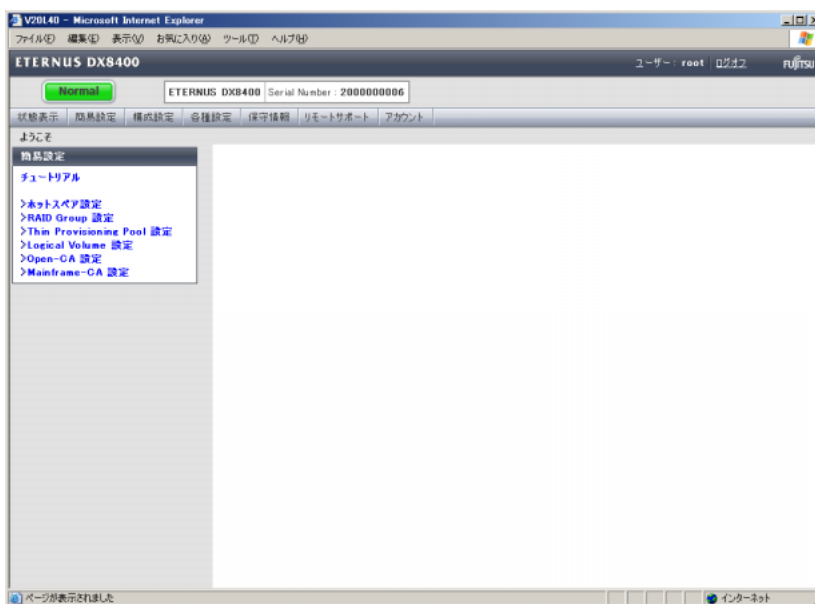 V20L40 - Microsoft Internet Explorer
ファイル(F) 編集(E) 表示(V) お気に入り(A) ツール(T) ヘルプ(H)
ETERNUS DX8400 ユーザー: root ログオフ FUJITSU
Normal ETERNUS DX8400 Serial Number : 2000000006
状態表示 簡易設定 構成設定 各種設定 保守情報 リモートサポート アカウント
ようこそ
簡易設定
チュートリアル
>ホットスペア設定
>RAID Group 設定
>Thin Provisioning Pool 設定
>Logical Volume 設定
>Open-CA 設定
>Mainframe-CA 設定
ページが表示されました インターネット